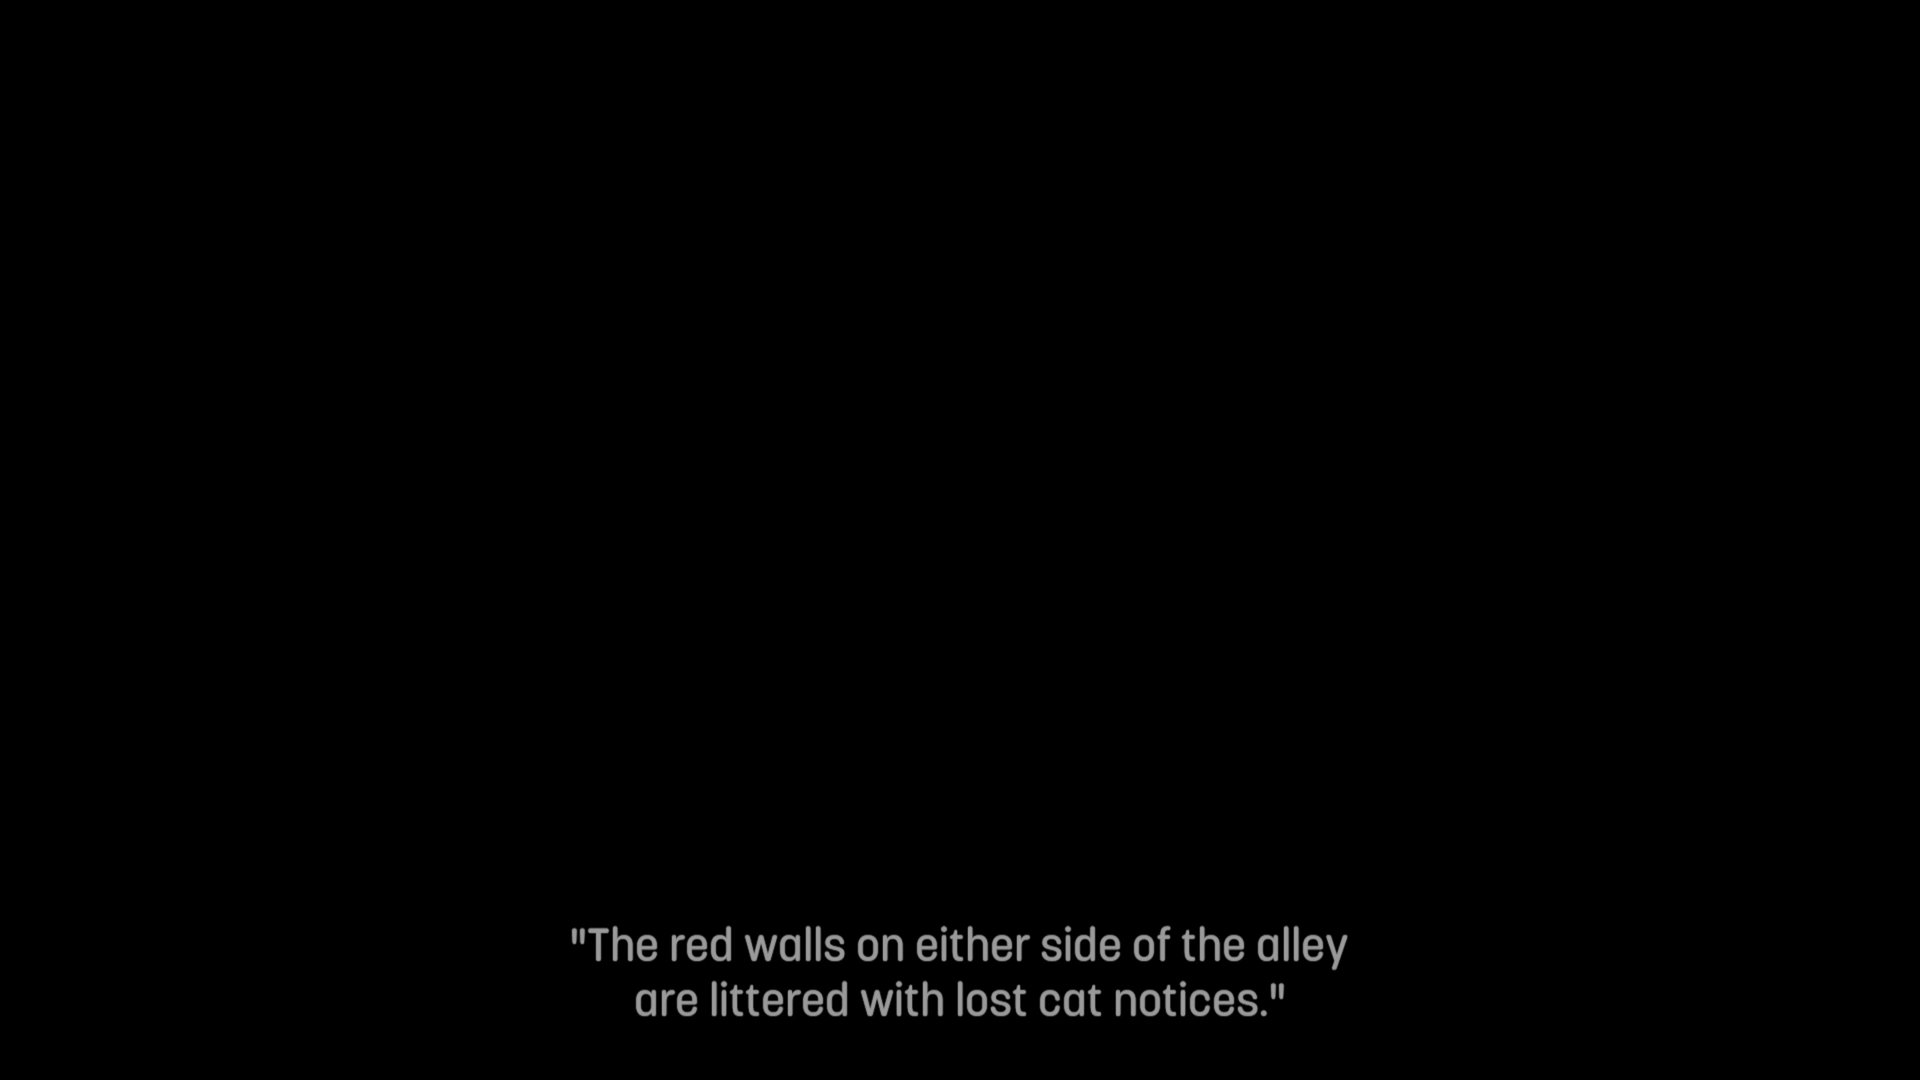 "The red walls on either side of the alley
are littered with lost cat notices."